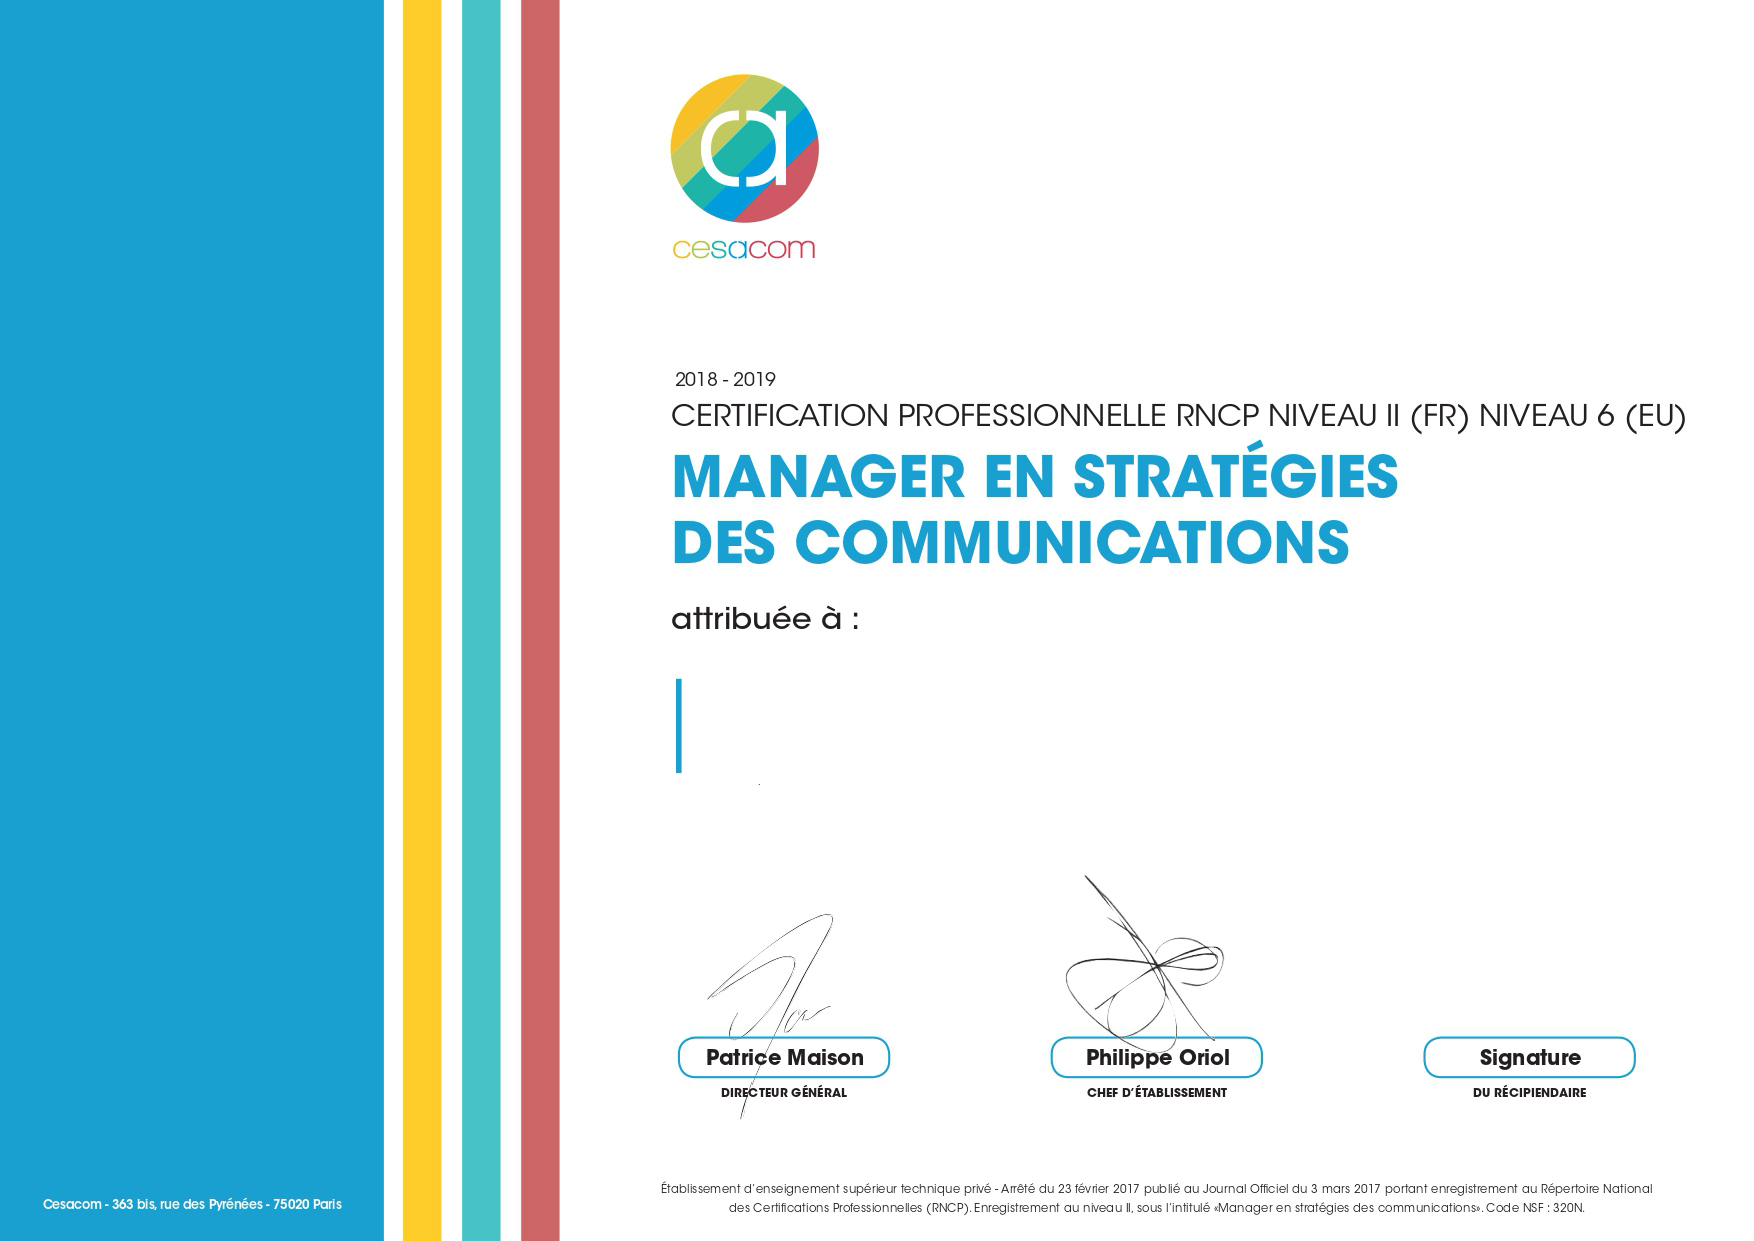 ca
cesacom
2018 - 2019
CERTIFICATION PROFESSIONNELLE RNCP NIVEAU II (FR) NIVEAU 6 (EU)
MANAGER EN STRATÉGIES
DES COMMUNICATIONS
attribuée à :
Patrice Maison
DIRECTEUR GÉNÉRAL
Philippe Oriol
CHEF D'ÉTABLISSEMENT
Signature
DU RÉCIPIENDAIRE
Cesacom - 363 bis, rue des Pyrénées - 75020 Paris
Établissement d'enseignement supérieur technique privé - Arrêté du 23 février 2017 publié au Journal Officiel du 3 mars 2017 portant enregistrement au Répertoire National
des Certifications Professionnelles (RNCP). Enregistrement au niveau II, sous l'intitulé «Manager en stratégies des communications». Code NSF : 320N.